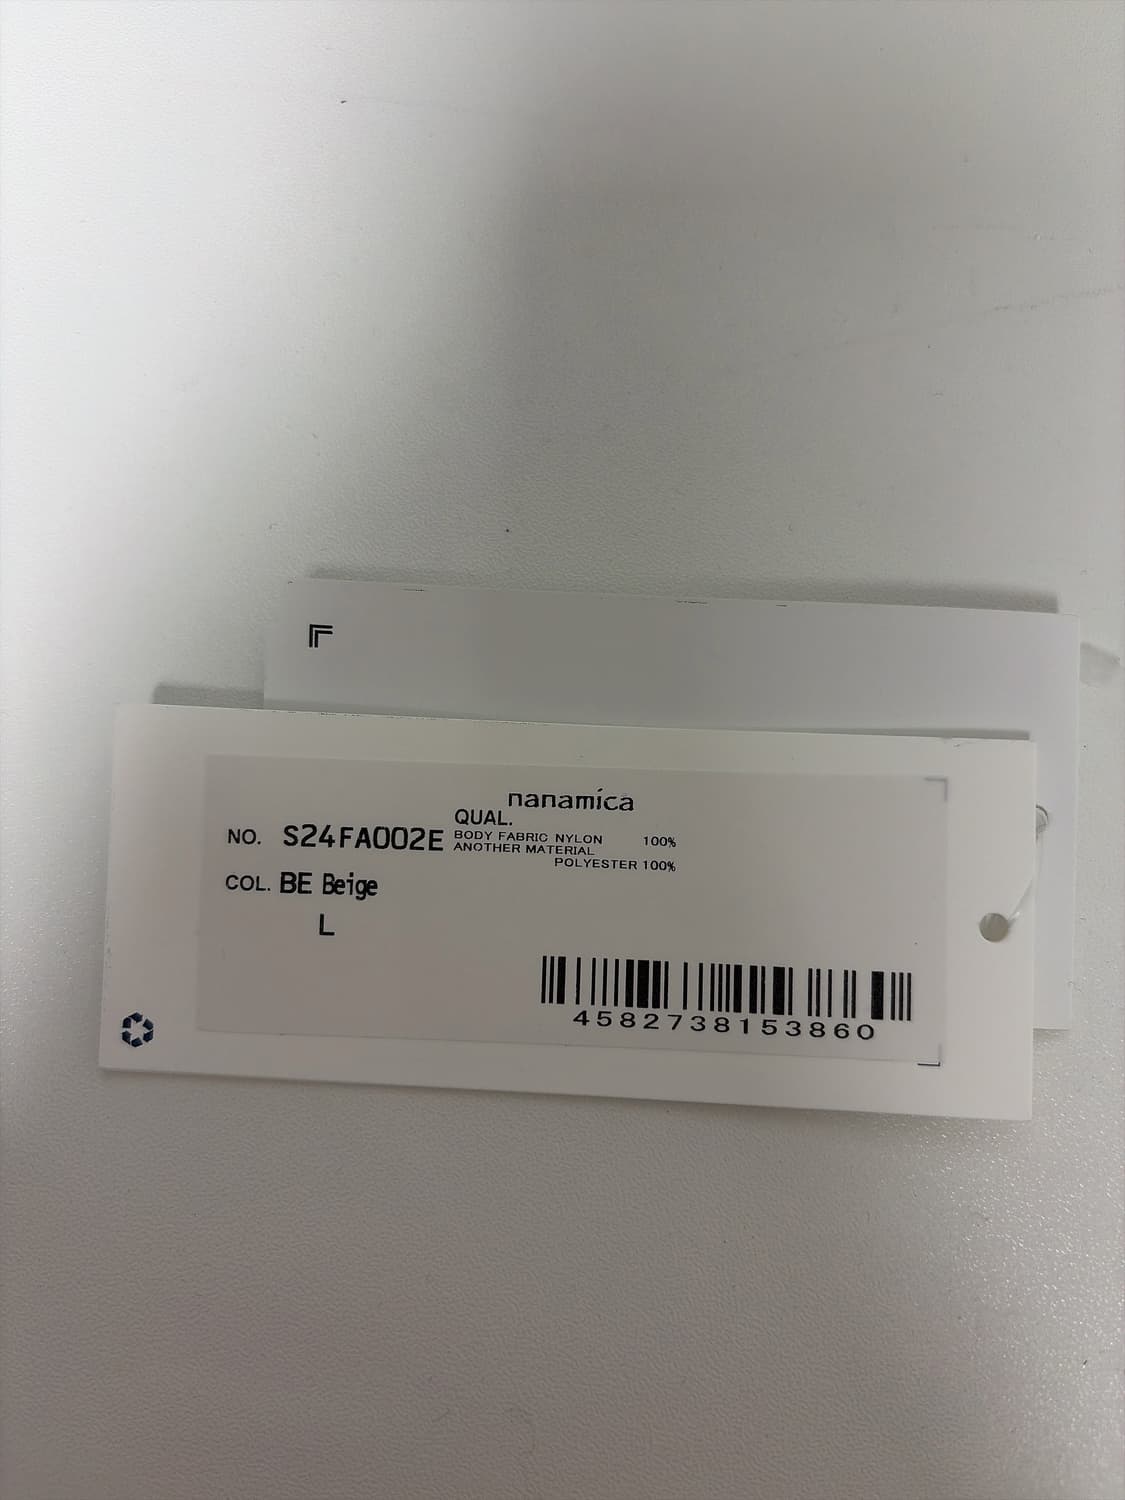 nanamica
QUAL.
NO. S24FA002E
BODY FABRIC NYLON 100%
ANOTHER MATERIAL
POLYESTER 100%
COL. BE Beige
L
4582738153860